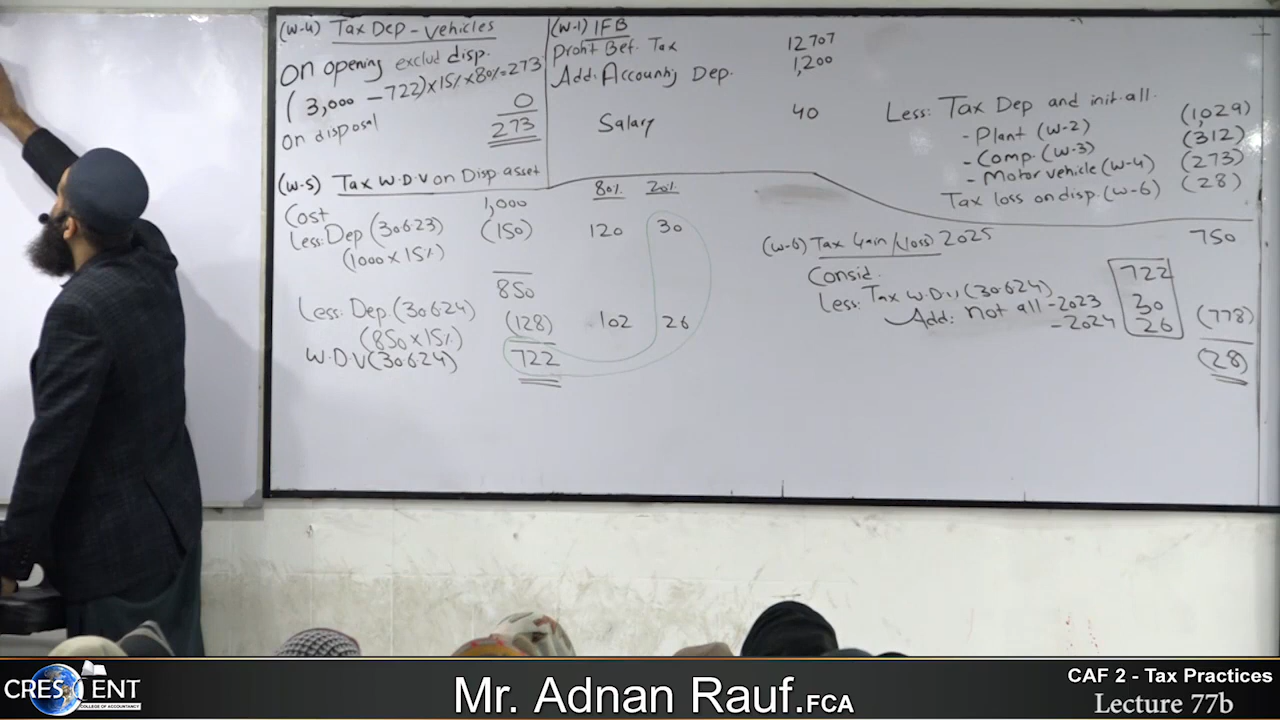 (W-4) Tax Dep - Vehicles
On opening exclud disp.
(3,000 - 722) x 15% x 80% = 273
on disposal 0
273
(W-1) IFB
Profit Bef. Tax 12707
Add: Accounting Dep. 1,200
Salary 40
Less: Tax Dep and init.all.
- Plant (W-2) (1,029)
- Comp. (W-3) (312)
- Motor vehicle (W-4) (273)
Tax loss on disp. (W-6) (28)
(W-5) Tax W.D.V on Disp asset
80% 20%
Cost 1,000
Less: Dep (30.6.23) (150) 120 30
(1000 x 15%)
850
Less: Dep. (30.6.24) (128) 102 26
(850 x 15%)
W.D.V (30.6.24) 722
(W-6) Tax Gain/(loss) 2025
Consid. 750
Less: Tax W.D.V (30.6.24) 722
Add: not all - 2023 30
- 2024 26 (778)
(28)
CRESCENT
COLLEGE OF ACCOUNTANCY
Mr. Adnan Rauf.FCA
CAF 2 - Tax Practices
Lecture 77b